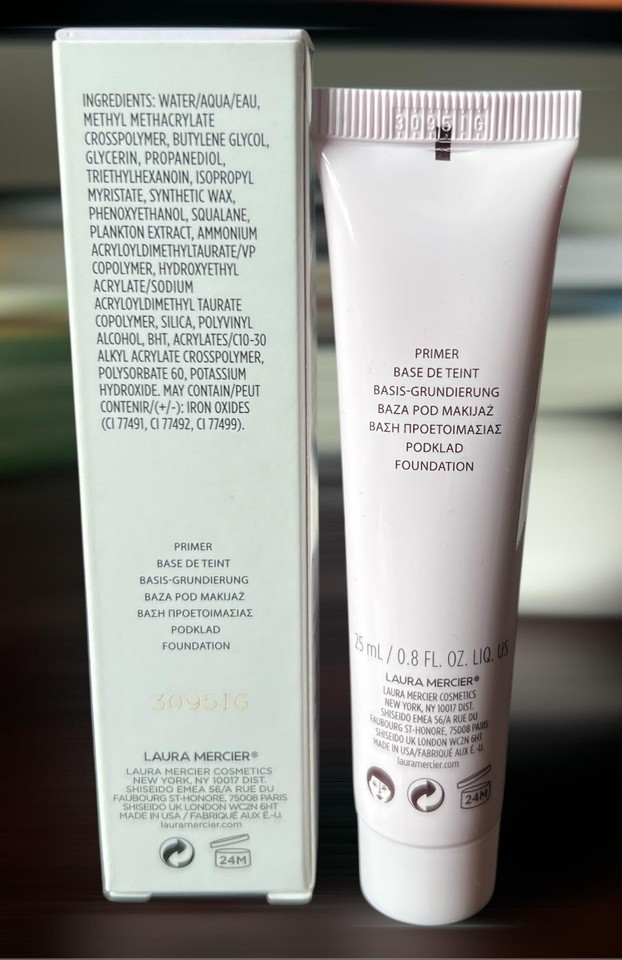 INGREDIENTS: WATER/AQUA/EAU,
METHYL METHACRYLATE
CROSSPOLYMER, BUTYLENE GLYCOL,
GLYCERIN, PROPANEDIOL,
TRIETHYLHEXANOIN, ISOPROPYL
MYRISTATE, SYNTHETIC WAX,
PHENOXYETHANOL, SQUALANE,
PLANKTON EXTRACT, AMMONIUM
ACRYLOYLDIMETHYLTAURATE/VP
COPOLYMER, HYDROXYETHYL
ACRYLATE/SODIUM
ACRYLOYLDIMETHYL TAURATE
COPOLYMER, SILICA, POLYVINYL
ALCOHOL, BHT, ACRYLATES/C10-30
ALKYL ACRYLATE CROSSPOLYMER,
POLYSORBATE 60, POTASSIUM
HYDROXIDE. MAY CONTAIN/PEUT
CONTENIR/(+/-): IRON OXIDES
(CI 77491, CI 77492, CI 77499).
PRIMER
BASE DE TEINT
BASIS-GRUNDIERUNG
BAZA POD MAKIJAŻ
ΒΑΣΗ ΠΡΟΕΤΟΙΜΑΣΙΑΣ
PODKLAD
FOUNDATION
3095IG
LAURA MERCIER®
LAURA MERCIER COSMETICS
NEW YORK, NY 10017 DIST.
SHISEIDO EMEA 56/A RUE DU
FAUBOURG ST-HONORE, 75008 PARIS
SHISEIDO UK LONDON WC2N 6HT
MADE IN USA / FABRIQUÉ AUX É.-U.
lauramercier.com
24M
3095IG
PRIMER
BASE DE TEINT
BASIS-GRUNDIERUNG
BAZA POD MAKIJAŻ
ΒΑΣΗ ΠΡΟΕΤΟΙΜΑΣΙΑΣ
PODKLAD
FOUNDATION
25 mL / 0.8 FL. OZ. LIQ. US
LAURA MERCIER®
LAURA MERCIER COSMETICS
NEW YORK, NY 10017 DIST.
SHISEIDO EMEA 56/A RUE DU
FAUBOURG ST-HONORE, 75008 PARIS
SHISEIDO UK LONDON WC2N 6HT
MADE IN USA/FABRIQUÉ AUX É.-U.
lauramercier.com
24M